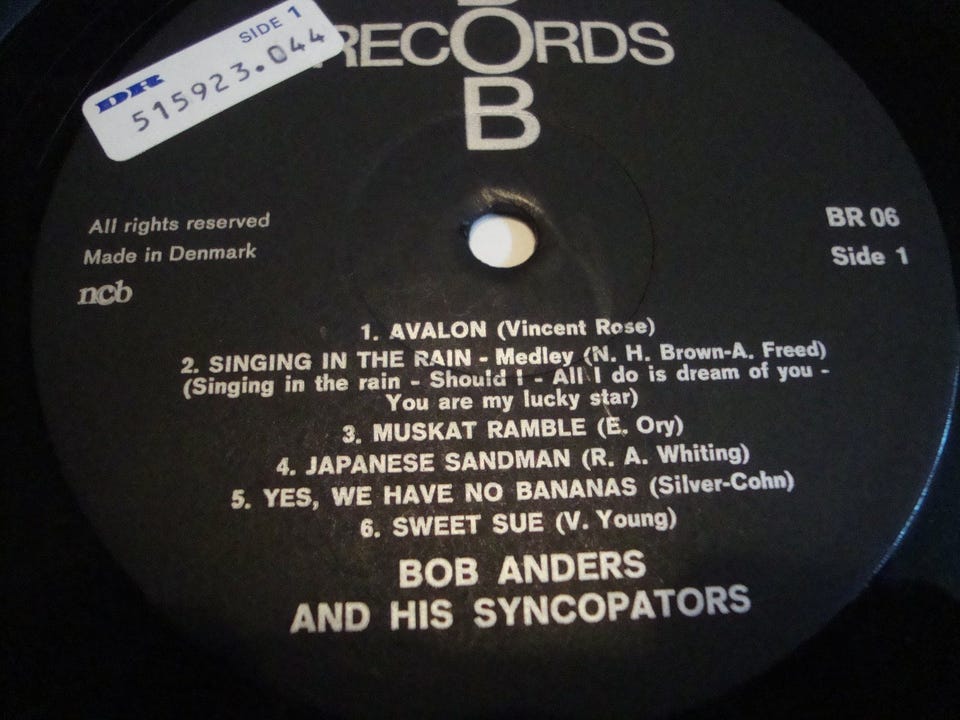 SIDE 1
DR
515923.044
RECORDS
B
All rights reserved
Made in Denmark
ncb
BR 06
Side 1
1. AVALON (Vincent Rose)
2. SINGING IN THE RAIN - Medley (N. H. Brown-A. Freed)
(Singing in the rain - Should I - All I do is dream of you -
You are my lucky star)
3. MUSKAT RAMBLE (E. Ory)
4. JAPANESE SANDMAN (R. A. Whiting)
5. YES, WE HAVE NO BANANAS (Silver-Cohn)
6. SWEET SUE (V. Young)
BOB ANDERS
AND HIS SYNCOPATORS